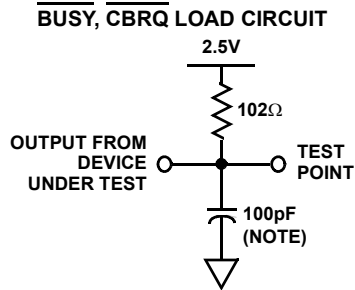 BUSY, CBRQ LOAD CIRCUIT
2.5V
102Ω
OUTPUT FROM
DEVICE
UNDER TEST
TEST
POINT
100pF
(NOTE)